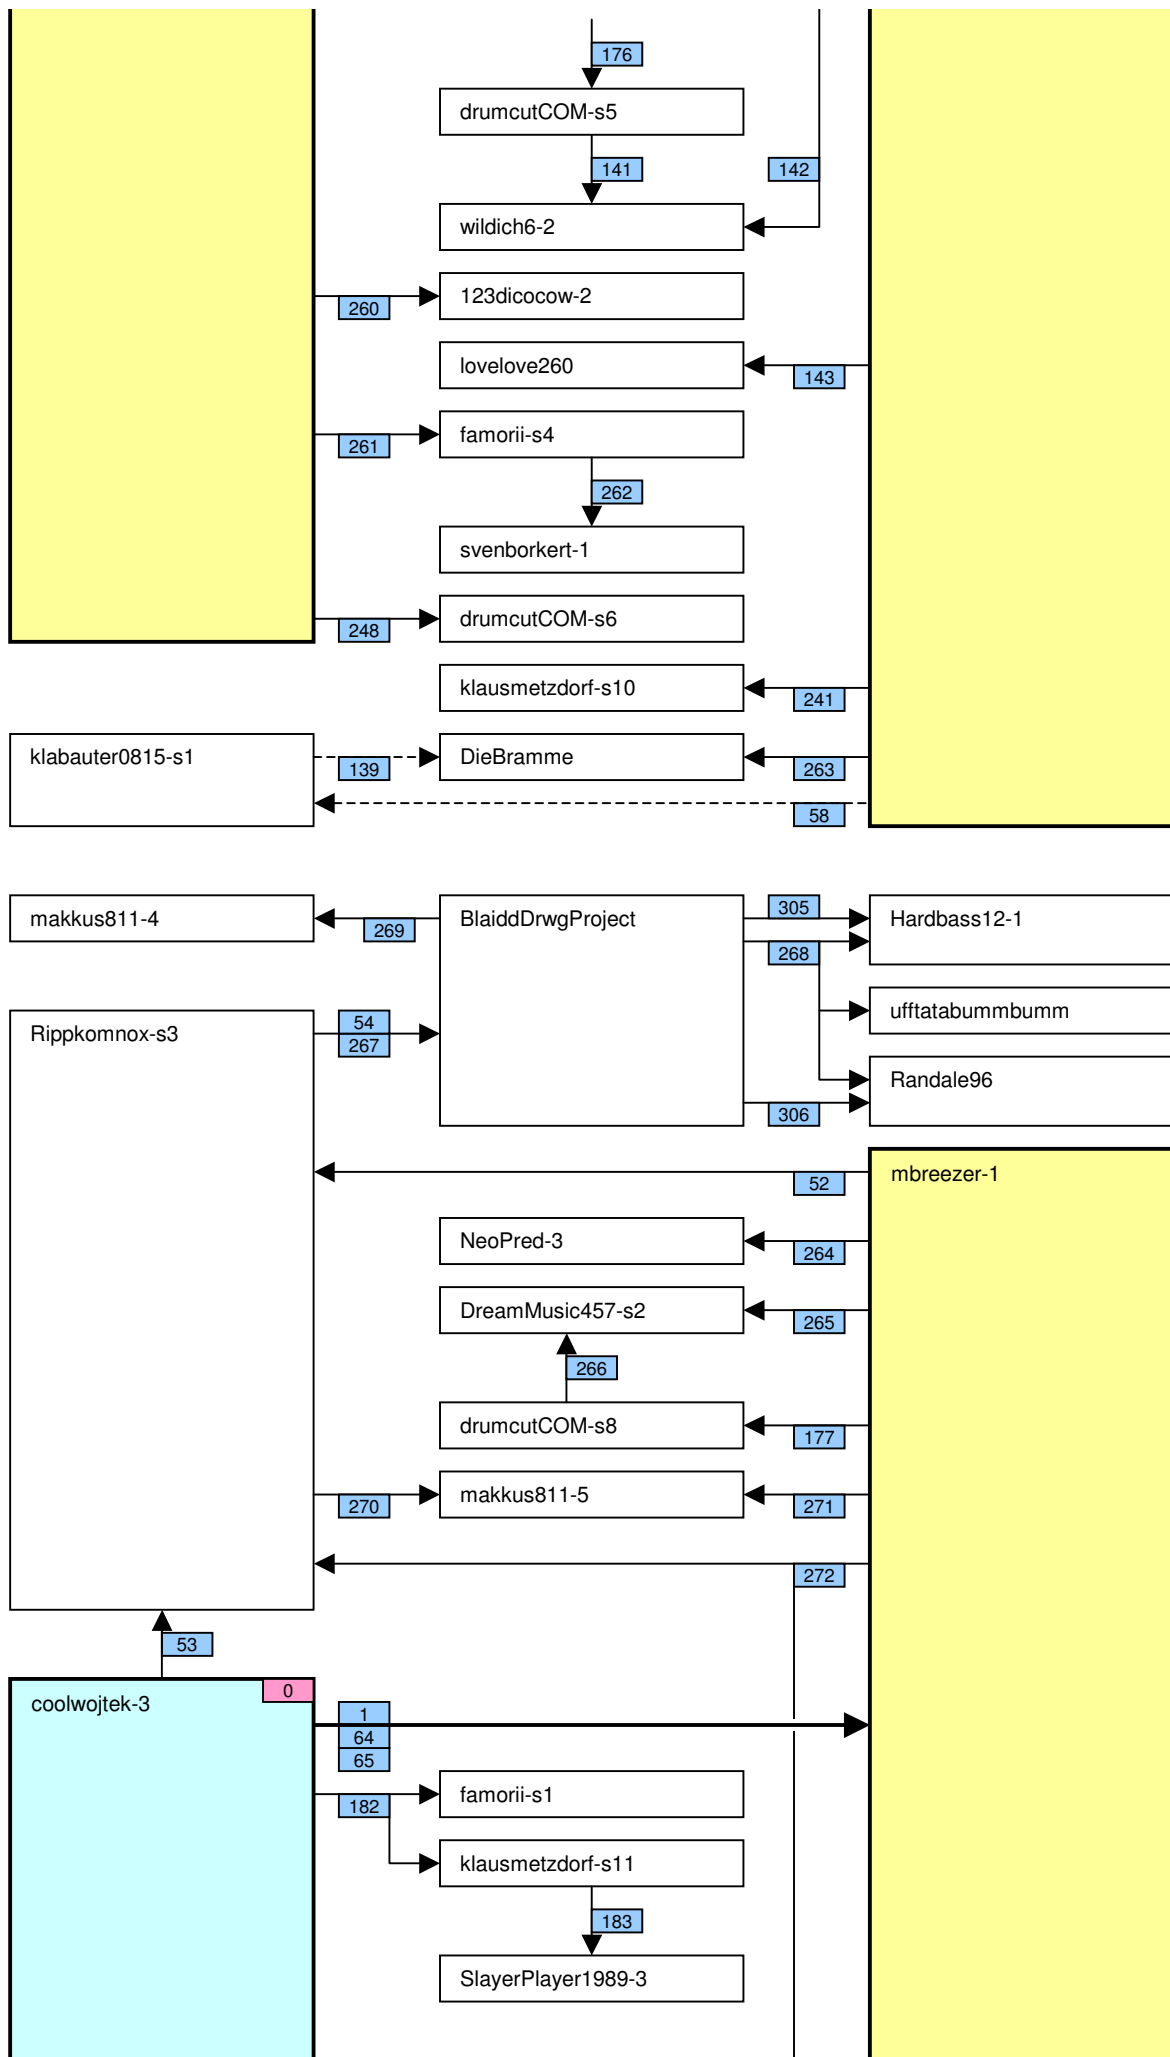 176
drumcutCOM-s5
141
142
wildich6-2
260
123dicocow-2
lovelove260
143
261
famorii-s4
262
svenborkert-1
248
drumcutCOM-s6
klausmetzdorf-s10
241
klabauter0815-s1
139
DieBramme
263
58
makkus811-4
269
BlaiddDrwgProject
305
268
Hardbass12-1
ufftatabummbumm
Rippkomnox-s3
54
267
Randale96
306
mbreezer-1
52
NeoPred-3
264
DreamMusic457-s2
265
266
drumcutCOM-s8
177
270
makkus811-5
271
272
53
coolwojtek-3
0
1
64
65
182
famorii-s1
klausmetzdorf-s11
183
SlayerPlayer1989-3